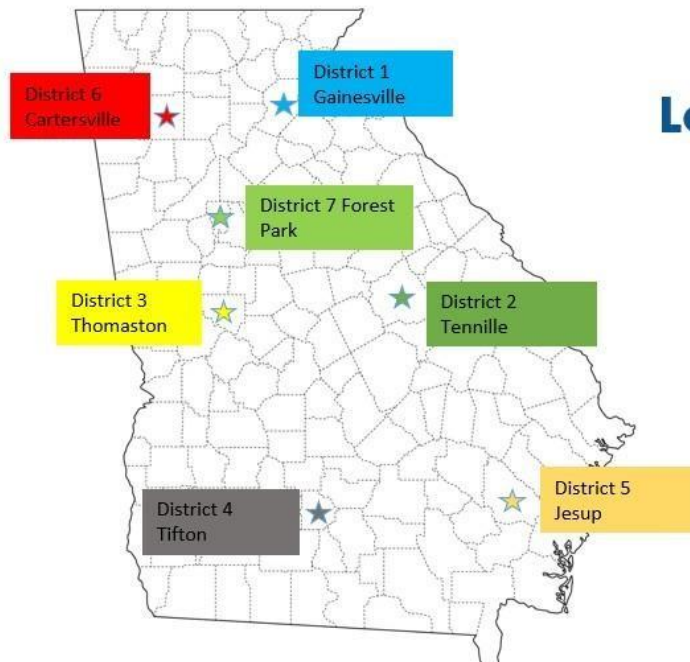 District 1
Gainesville
District 6
Cartersville
District 7 Forest
Park
District 3
Thomaston
District 2
Tennille
District 4
Tifton
District 5
Jesup